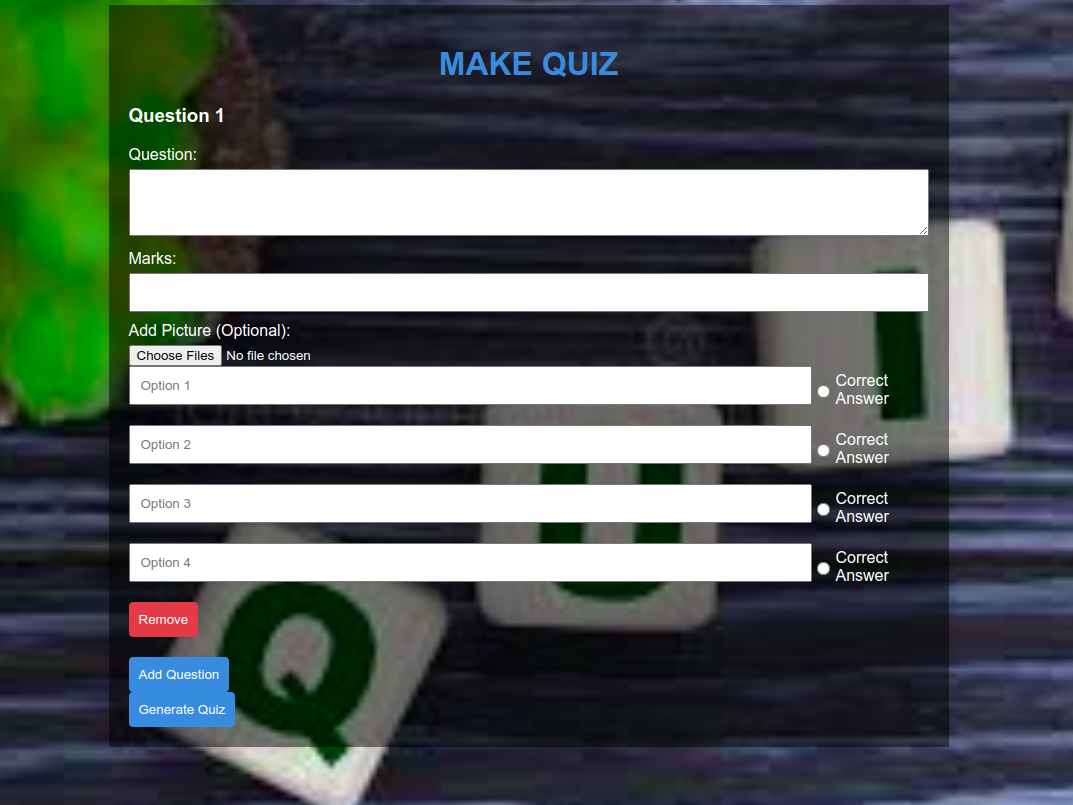 MAKE QUIZ
Question 1
Question:
Marks:
Add Picture (Optional):
Choose Files No file chosen
Option 1
Correct
Answer
Option 2
Correct
Answer
Option 3
Correct
Answer
Option 4
Correct
Answer
Remove
Add Question
Generate Quiz
Q
U
I